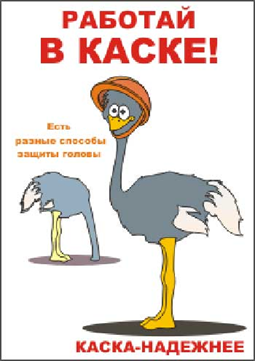 РАБОТАЙ
В КАСКЕ!
Есть
разные способы
защиты головы
КАСКА-НАДЕЖНЕЕ